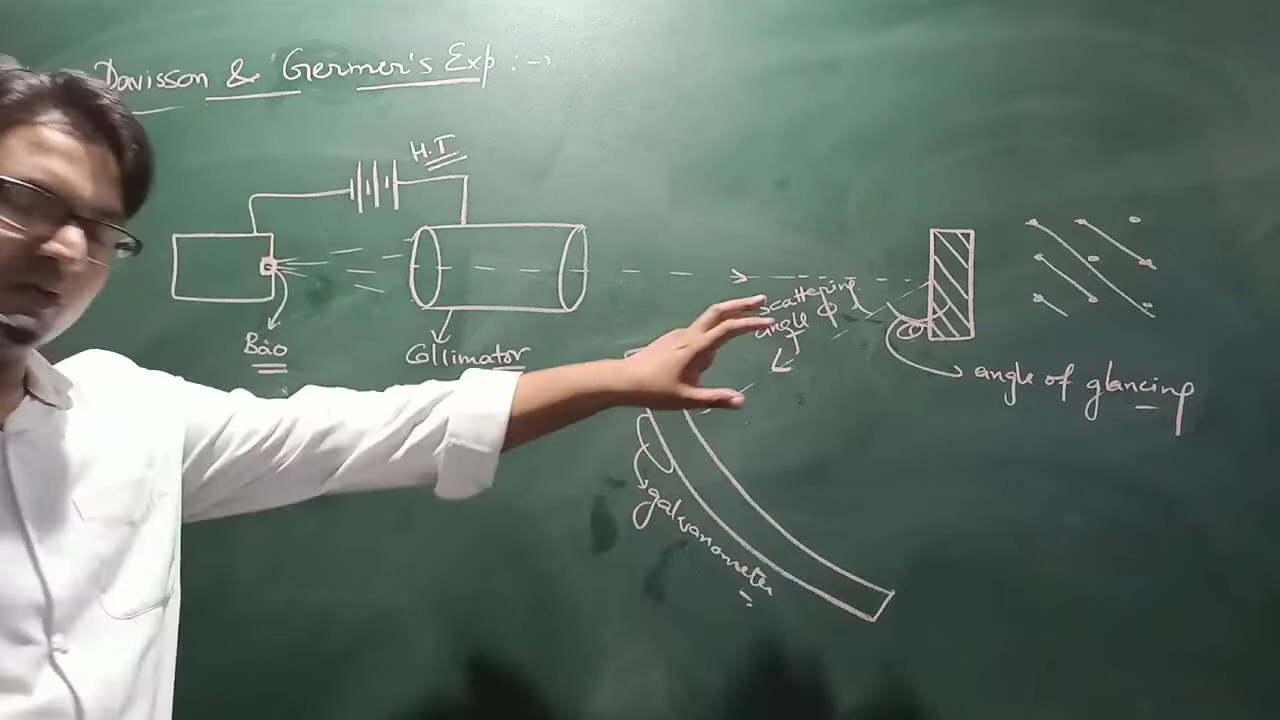 Davisson & Germer's Exp :→
H.T
Bao
Collimator
scattering
angle ϕ
θ
angle of glancing
galvanometer